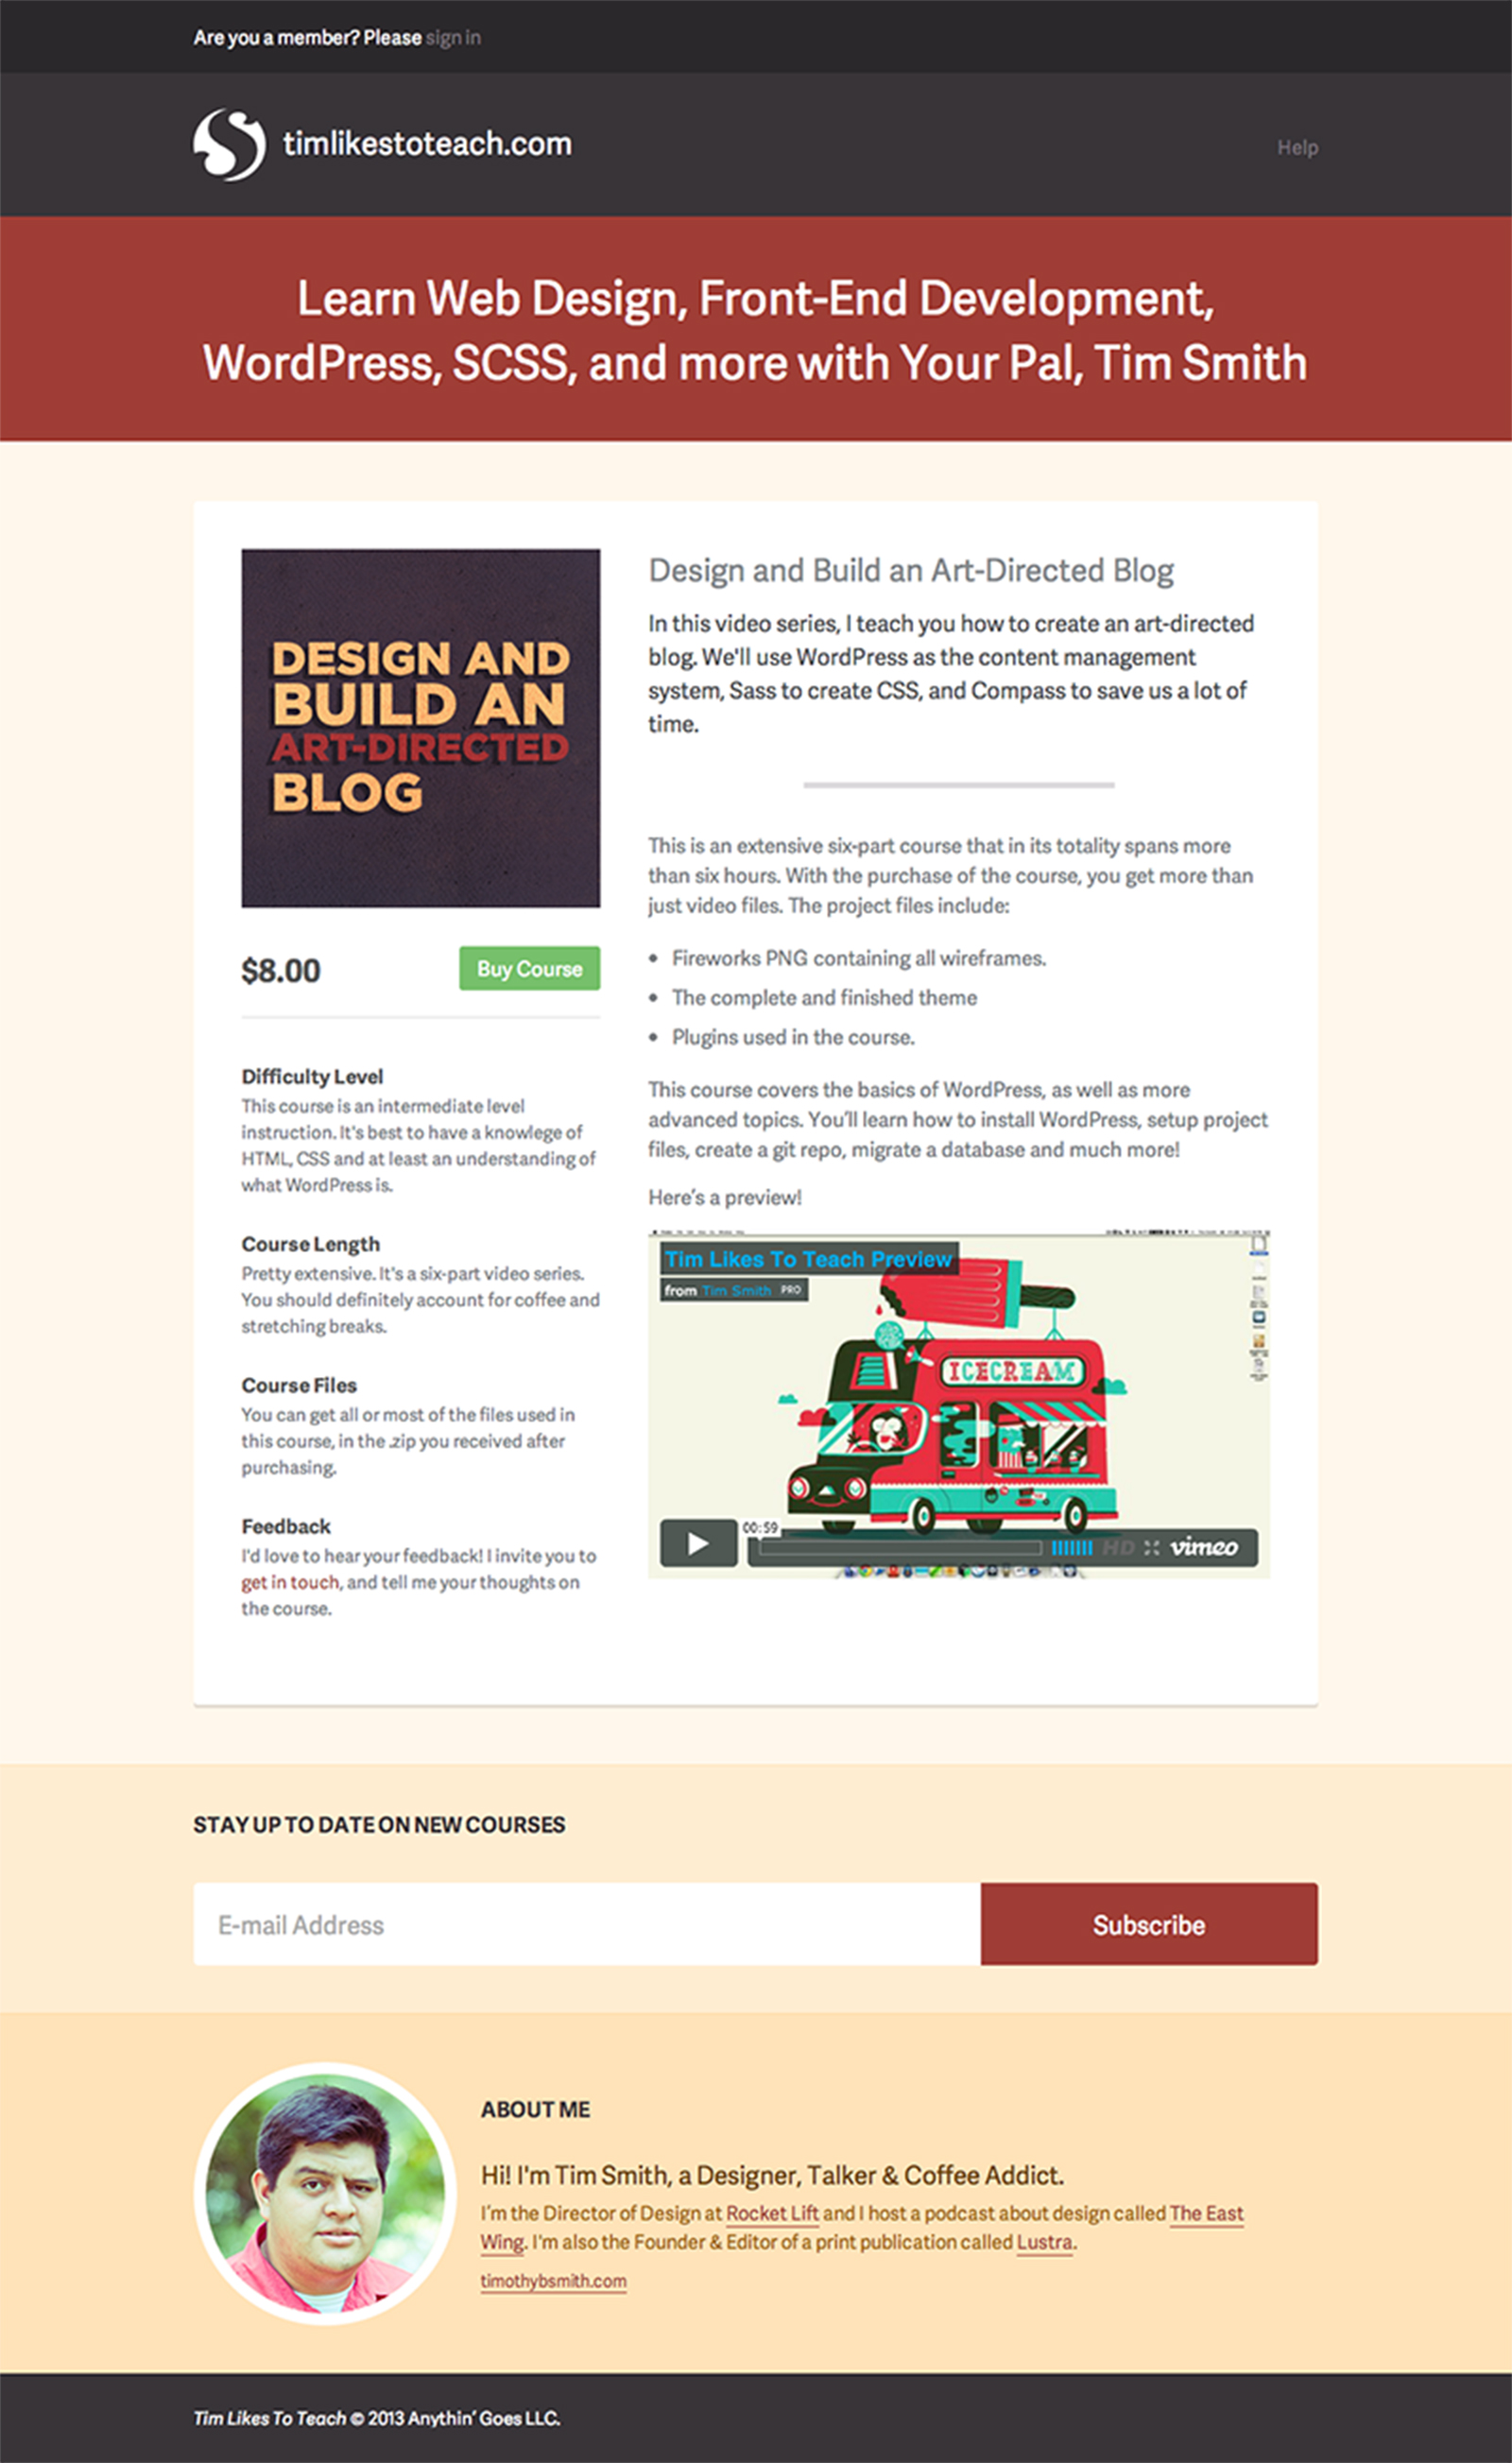 Are you a member? Please sign in
timlikestoteach.com
Help
Learn Web Design, Front-End Development,
WordPress, SCSS, and more with Your Pal, Tim Smith
DESIGN AND
BUILD AN
ART-DIRECTED
BLOG
$8.00
Buy Course
Difficulty Level
This course is an intermediate level
instruction. It's best to have a knowlege of
HTML, CSS and at least an understanding of
what WordPress is.
Course Length
Pretty extensive. It's a six-part video series.
You should definitely account for coffee and
stretching breaks.
Course Files
You can get all or most of the files used in
this course, in the .zip you received after
purchasing.
Feedback
I'd love to hear your feedback! I invite you to
get in touch, and tell me your thoughts on
the course.
Design and Build an Art-Directed Blog
In this video series, I teach you how to create an art-directed
blog. We'll use WordPress as the content management
system, Sass to create CSS, and Compass to save us a lot of
time.
This is an extensive six-part course that in its totality spans more
than six hours. With the purchase of the course, you get more than
just video files. The project files include:
• Fireworks PNG containing all wireframes.
• The complete and finished theme
• Plugins used in the course.
This course covers the basics of WordPress, as well as more
advanced topics. You’ll learn how to install WordPress, setup project
files, create a git repo, migrate a database and much more!
Here’s a preview!
Tim Likes To Teach Preview
from Tim Smith PRO
ICECREAM
00:59
HD vimeo
STAY UP TO DATE ON NEW COURSES
E-mail Address
Subscribe
ABOUT ME
Hi! I'm Tim Smith, a Designer, Talker & Coffee Addict.
I’m the Director of Design at Rocket Lift and I host a podcast about design called The East
Wing. I'm also the Founder & Editor of a print publication called Lustra.
timothybsmith.com
Tim Likes To Teach © 2013 Anythin’ Goes LLC.